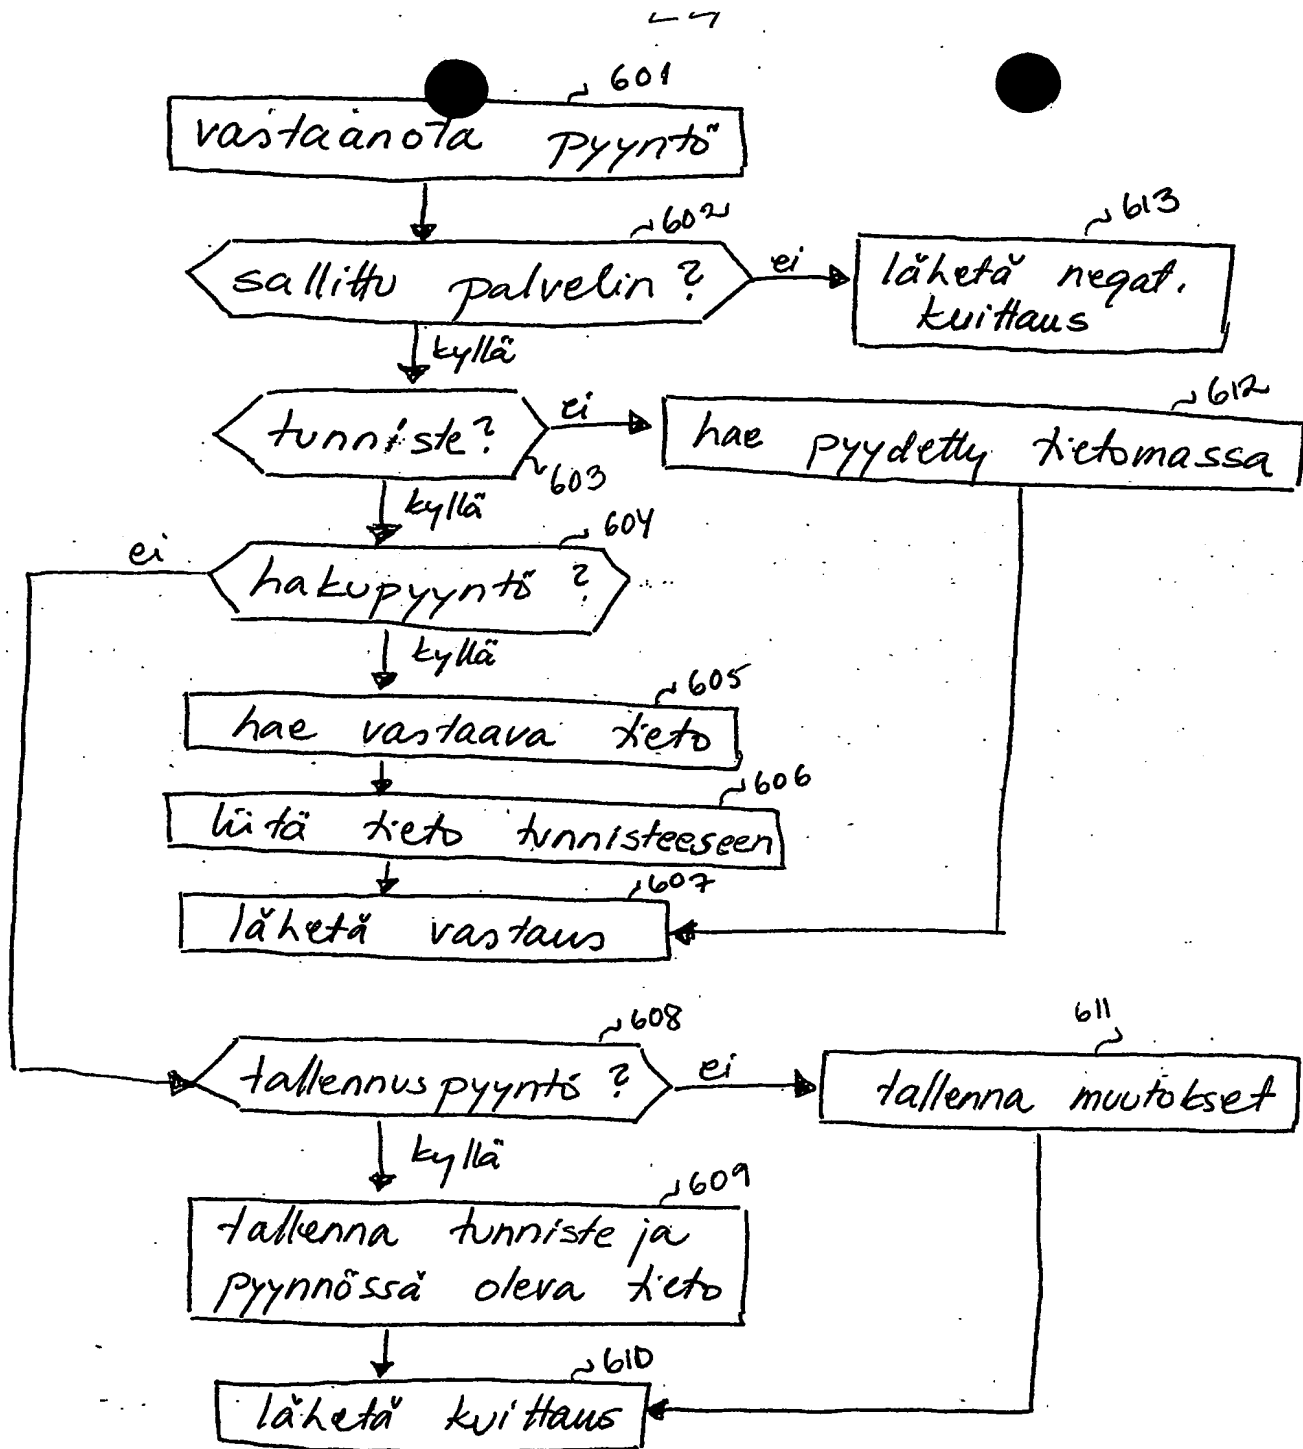 601
vastaanota pyyntö
602
sallittu palvelin?
ei
613
lähetä negat.
kuittaus
kyllä
tunniste?
603
ei
612
hae pyydetty tietomassa
kyllä
604
ei
hakupyyntö?
kyllä
605
hae vastaava tieto
606
liitä tieto tunnisteeseen
607
lähetä vastaus
608
tallennuspyyntö?
ei
611
tallenna muutokset
kyllä
609
tallenna tunniste ja
pyynnössä oleva tieto
610
lähetä kuittaus